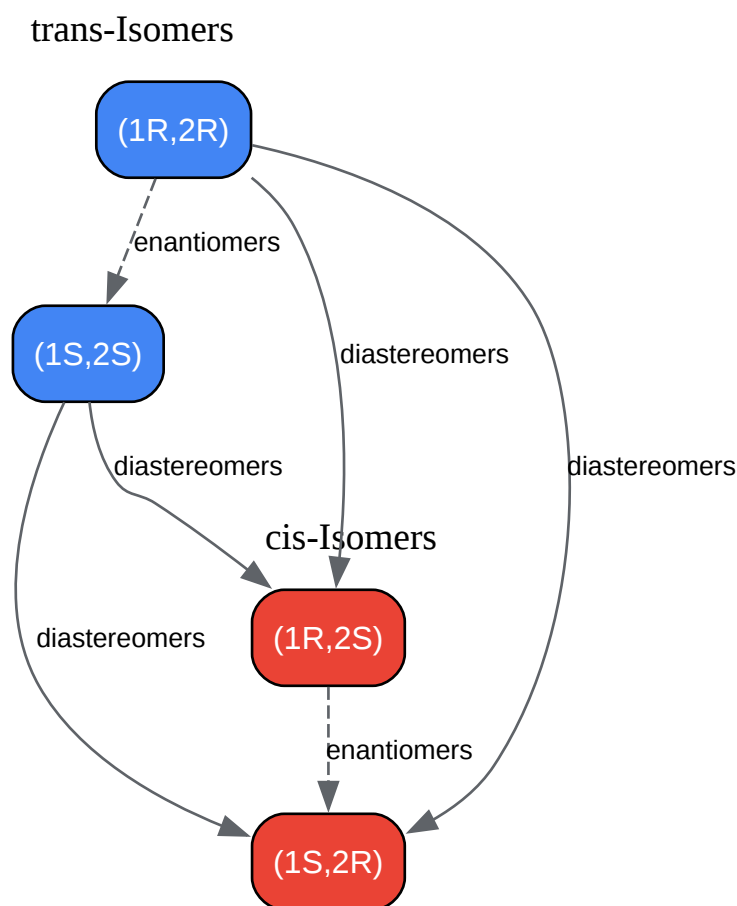 trans-Isomers
(1R,2R)
enantiomers
(1S,2S)
diastereomers
diastereomers
diastereomers
cis-Isomers
(1R,2S)
diastereomers
enantiomers
(1S,2R)